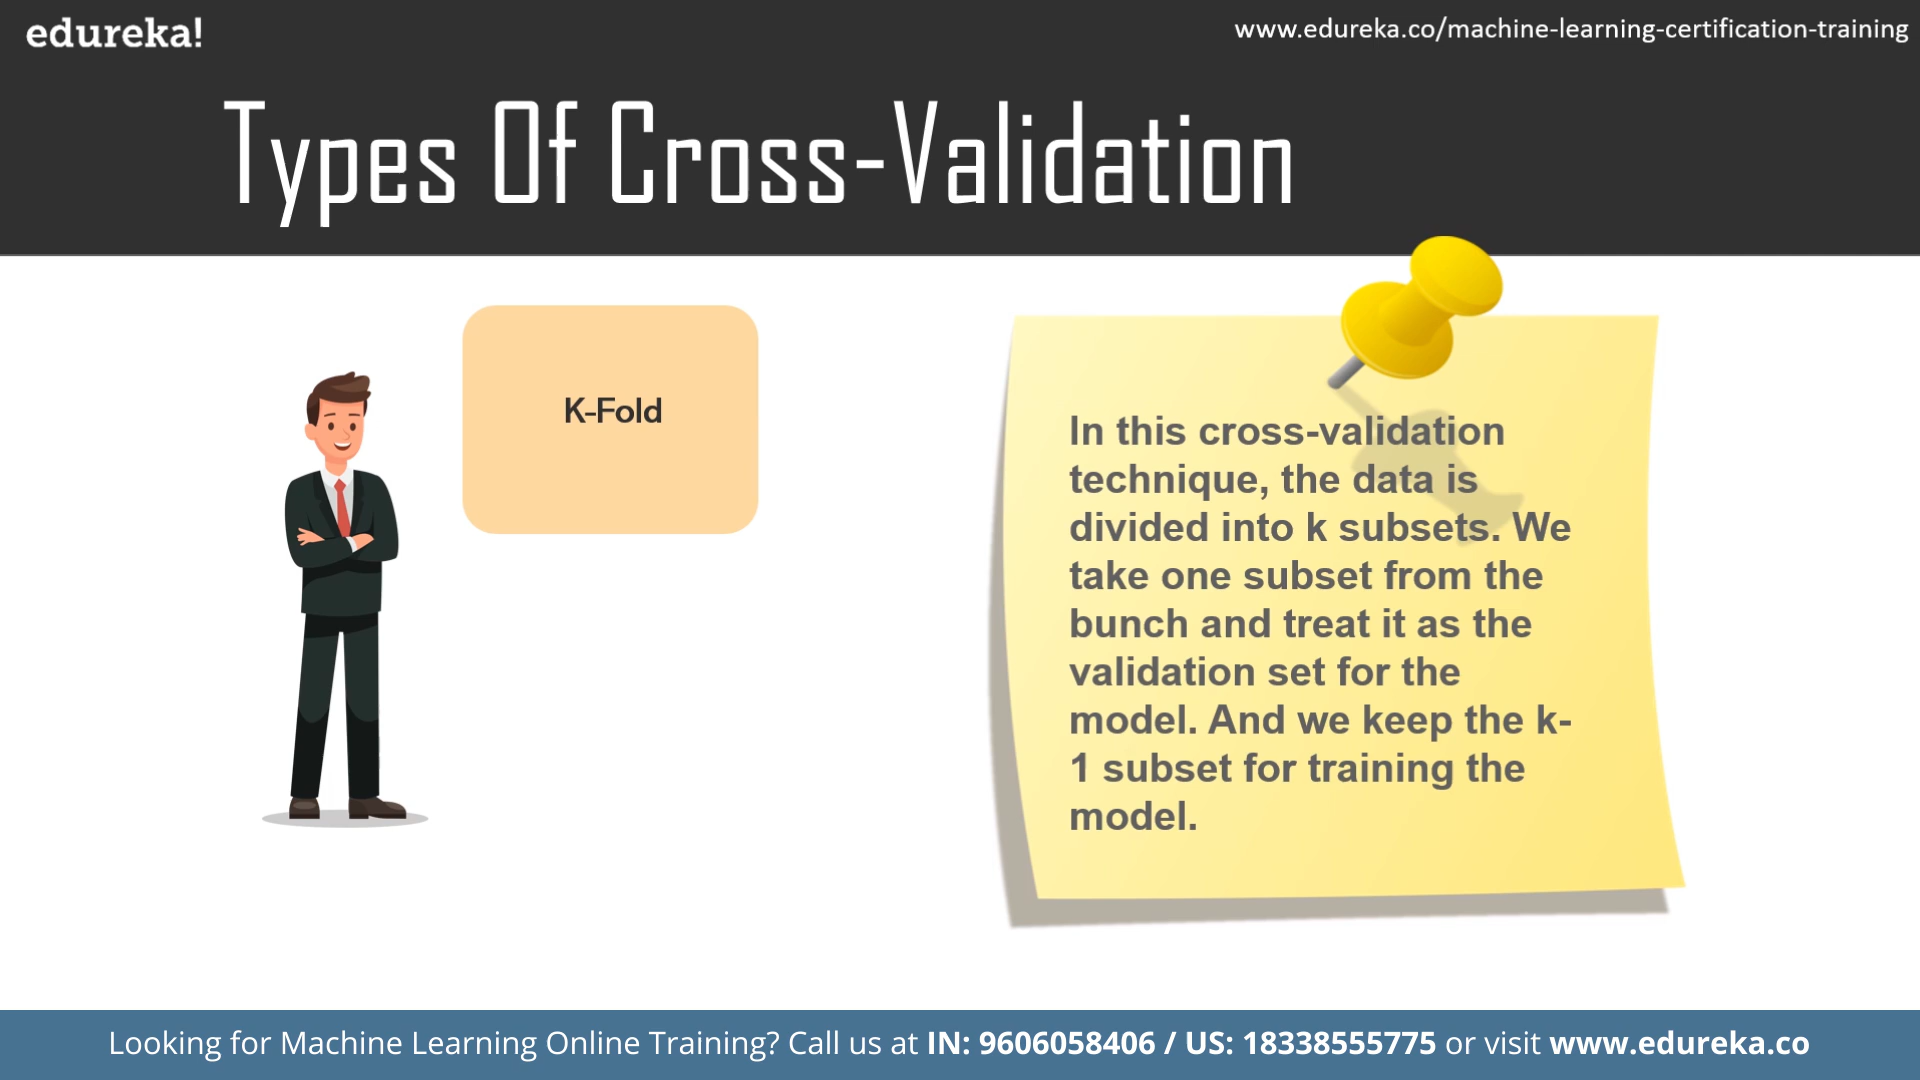 edureka!
www.edureka.co/machine-learning-certification-training
Types Of Cross-Validation
K-Fold
In this cross-validation
technique, the data is
divided into k subsets. We
take one subset from the
bunch and treat it as the
validation set for the
model. And we keep the k-
1 subset for training the
model.
Looking for Machine Learning Online Training? Call us at IN: 9606058406 / US: 18338555775 or visit www.edureka.co